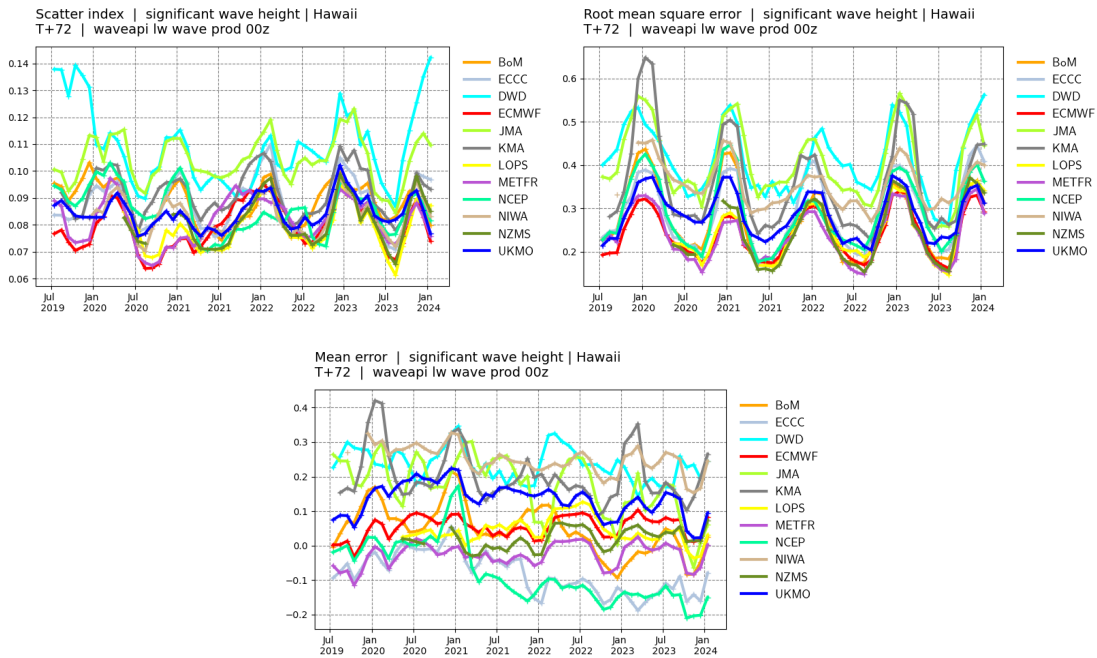 Scatter index | significant wave height | Hawaii
T+72 | waveapi lw wave prod 00z
0.14
0.13
0.12
0.11
0.10
0.09
0.08
0.07
0.06
Jul Jan Jul Jan Jul Jan Jul Jan Jul Jan
2019 2020 2020 2021 2021 2022 2022 2023 2023 2024
BoM
ECCC
DWD
ECMWF
JMA
KMA
LOPS
METFR
NCEP
NIWA
NZMS
UKMO
Root mean square error | significant wave height | Hawaii
T+72 | waveapi lw wave prod 00z
0.6
0.5
0.4
0.3
0.2
Jul Jan Jul Jan Jul Jan Jul Jan Jul Jan
2019 2020 2020 2021 2021 2022 2022 2023 2023 2024
BoM
ECCC
DWD
ECMWF
JMA
KMA
LOPS
METFR
NCEP
NIWA
NZMS
UKMO
Mean error | significant wave height | Hawaii
T+72 | waveapi lw wave prod 00z
0.4
0.3
0.2
0.1
0.0
−0.1
−0.2
Jul Jan Jul Jan Jul Jan Jul Jan Jul Jan
2019 2020 2020 2021 2021 2022 2022 2023 2023 2024
BoM
ECCC
DWD
ECMWF
JMA
KMA
LOPS
METFR
NCEP
NIWA
NZMS
UKMO